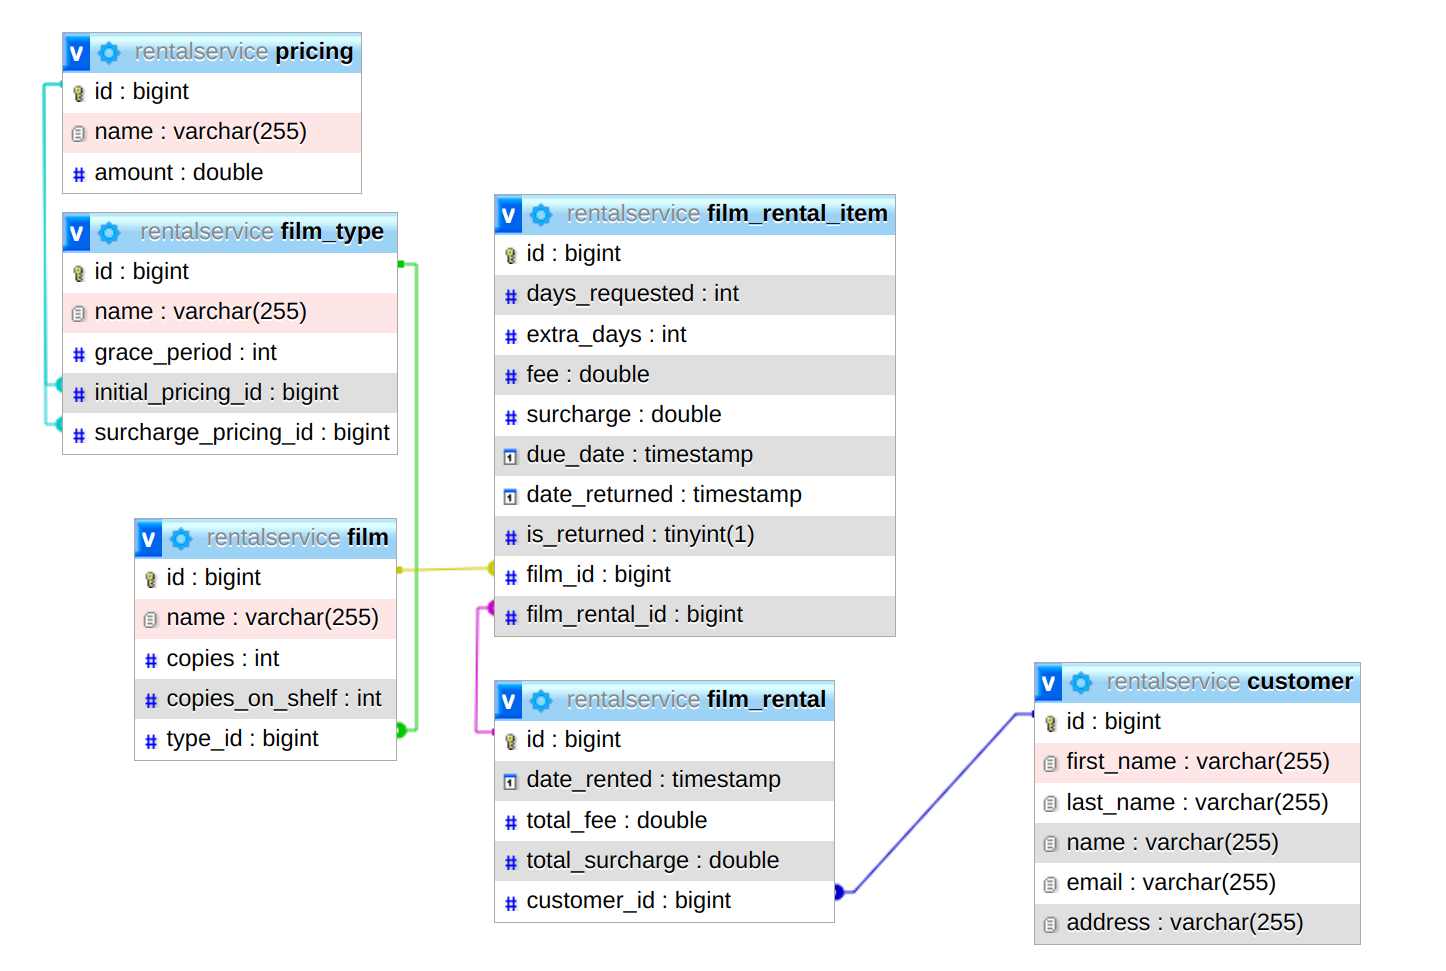 v rentalservice pricing
id : bigint
name : varchar(255)
# amount : double
v rentalservice film_type
id : bigint
name : varchar(255)
# grace_period : int
# initial_pricing_id : bigint
# surcharge_pricing_id : bigint
v rentalservice film_rental_item
id : bigint
# days_requested : int
# extra_days : int
# fee : double
# surcharge : double
1 due_date : timestamp
1 date_returned : timestamp
# is_returned : tinyint(1)
# film_id : bigint
# film_rental_id : bigint
v rentalservice film
id : bigint
name : varchar(255)
# copies : int
# copies_on_shelf : int
# type_id : bigint
v rentalservice film_rental
id : bigint
1 date_rented : timestamp
# total_fee : double
# total_surcharge : double
# customer_id : bigint
v rentalservice customer
id : bigint
first_name : varchar(255)
last_name : varchar(255)
name : varchar(255)
email : varchar(255)
address : varchar(255)